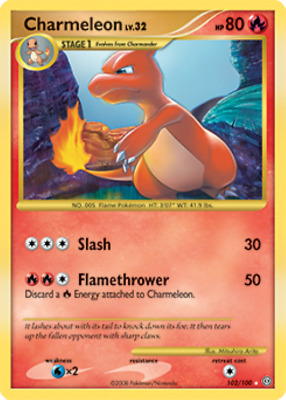 Charmeleon LV.32 HP 80
STAGE 1 Evolves from Charmander
NO. 005 Flame Pokémon HT: 3'07" WT: 41.9 lbs.
Slash 30
Flamethrower 50
Discard a Energy attached to Charmeleon.
It lashes about with its tail to knock down its foe. It then tears
up the fallen opponent with sharp claws.
Illus. Mitsuhiro Arita
weakness resistance retreat cost
×2
©2008 Pokémon/Nintendo 102/100